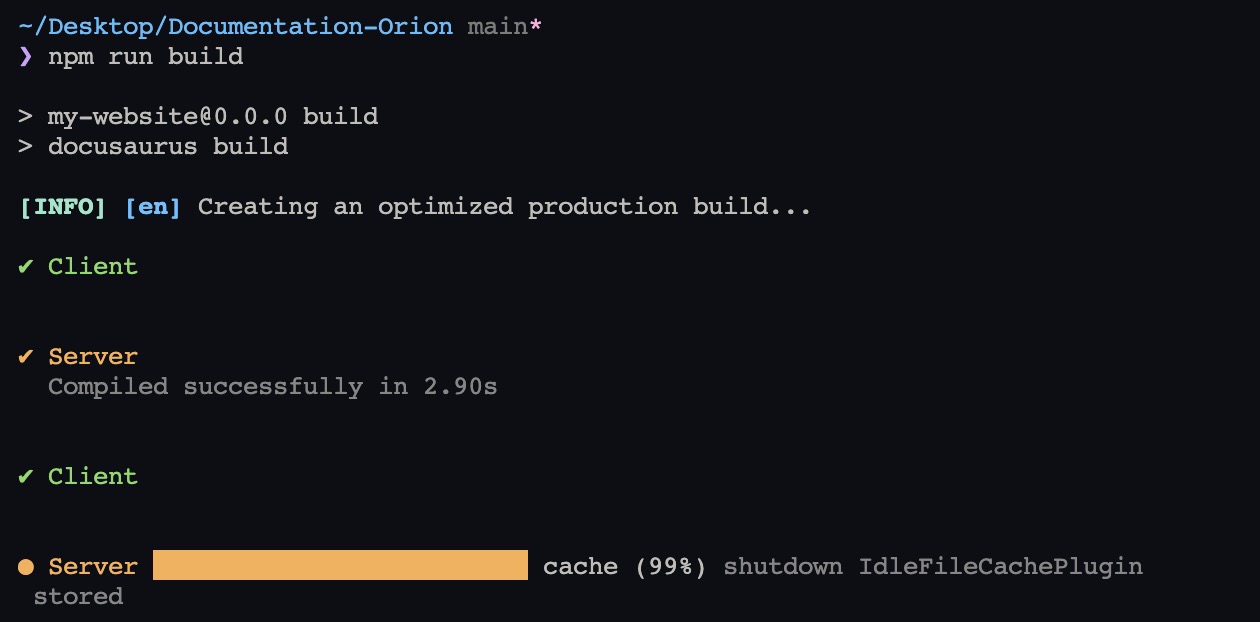 ~/Desktop/Documentation-Orion main*
❯ npm run build
> my-website@0.0.0 build
> docusaurus build
[INFO] [en] Creating an optimized production build...
✔ Client
✔ Server
Compiled successfully in 2.90s
✔ Client
● Server cache (99%) shutdown IdleFileCachePlugin
stored